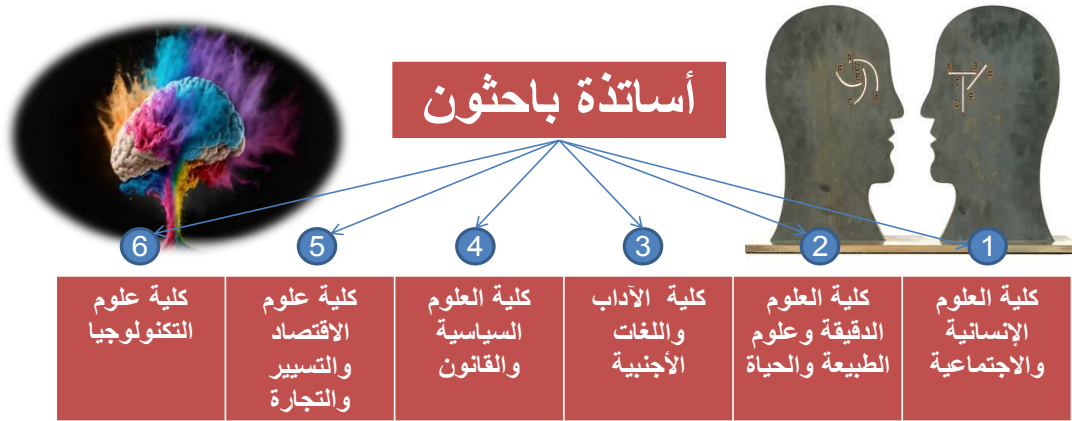 أساتذة باحثون
1
كلية العلوم
الإنسانية
والاجتماعية
2
كلية العلوم
الدقيقة وعلوم
الطبيعة والحياة
3
كلية الآداب
واللغات
الأجنبية
4
كلية العلوم
السياسية
والقانون
5
كلية علوم
الاقتصاد
والتسيير
والتجارة
6
كلية علوم
التكنولوجيا